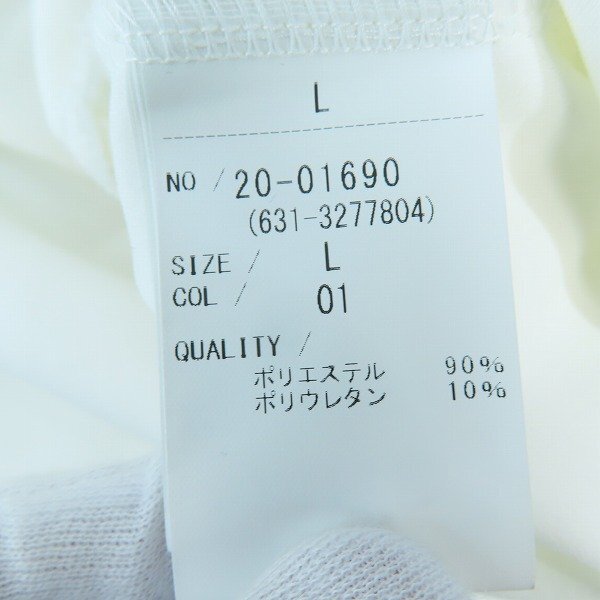 L
NO / 20-01690
(631-3277804)
SIZE / L
COL / 01
QUALITY /
ポリエステル 90%
ポリウレタン 10%